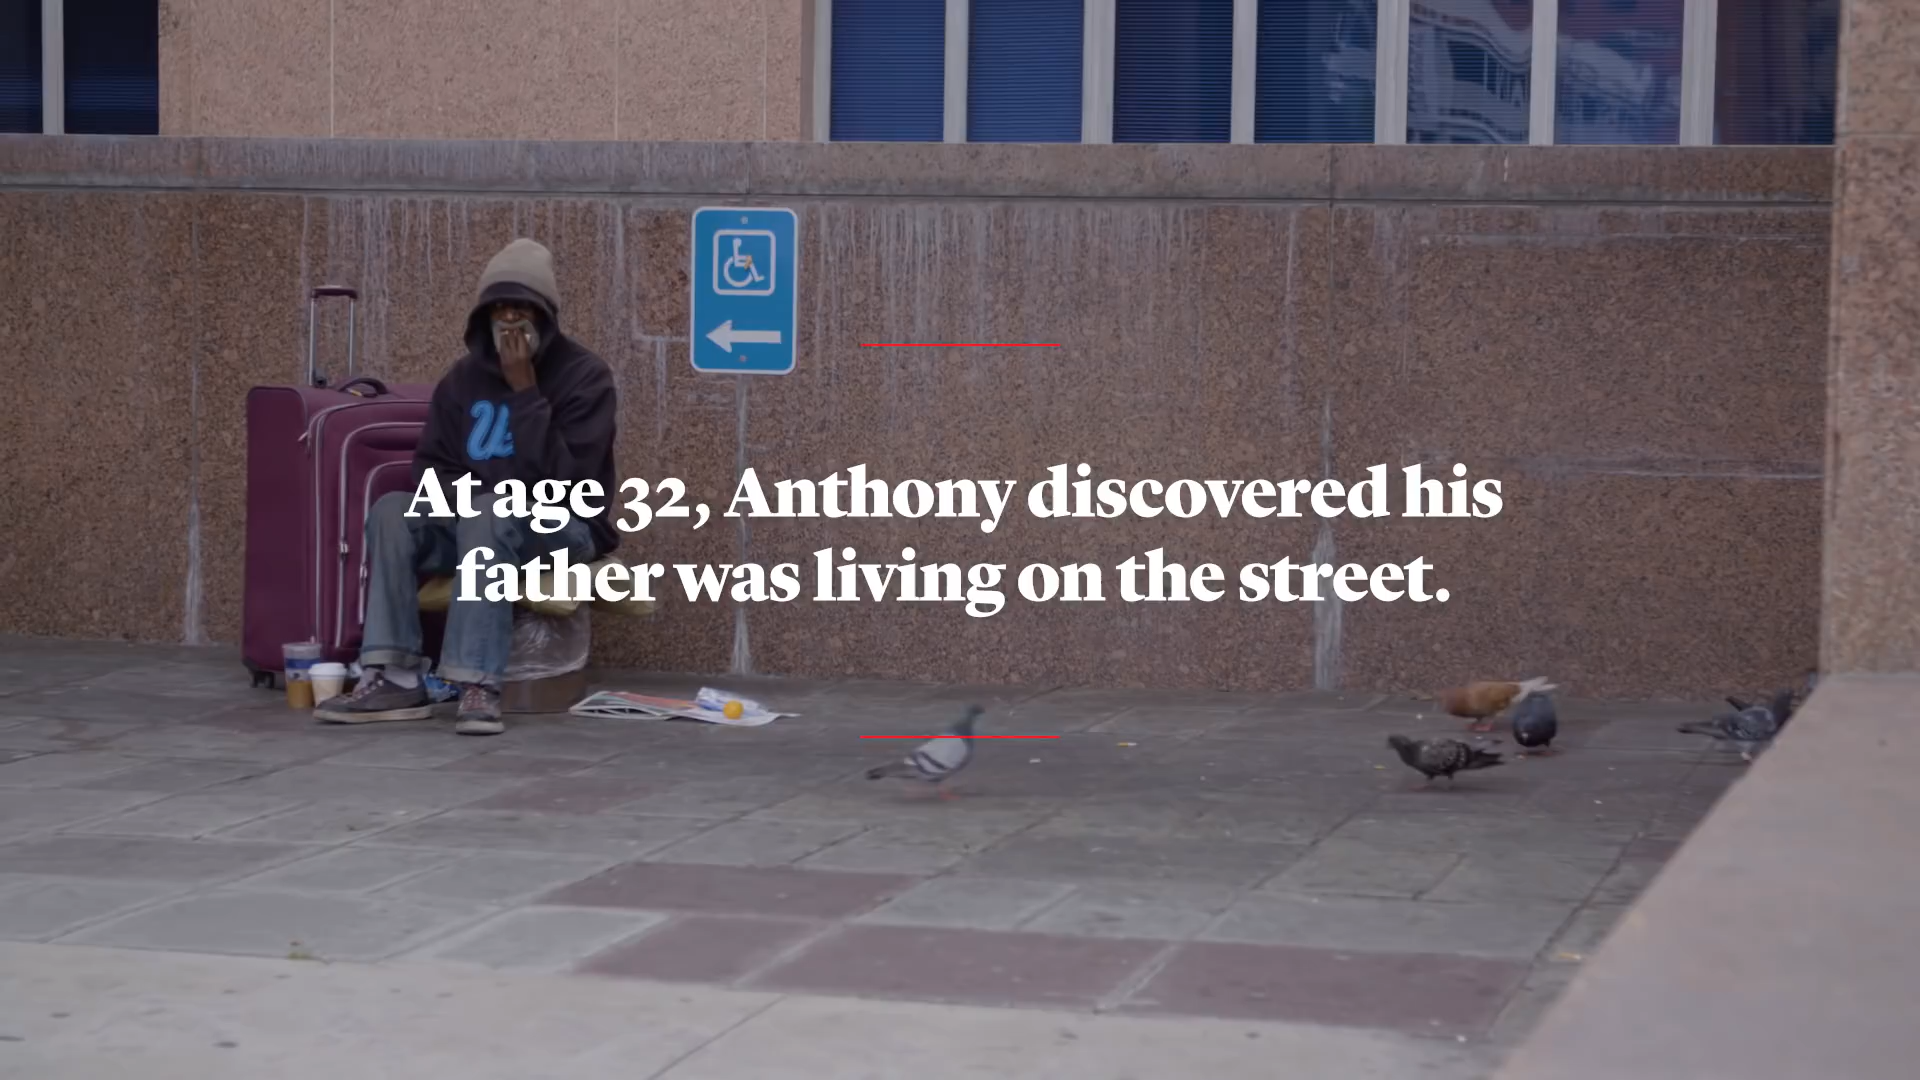 At age 32, Anthony discovered his
father was living on the street.